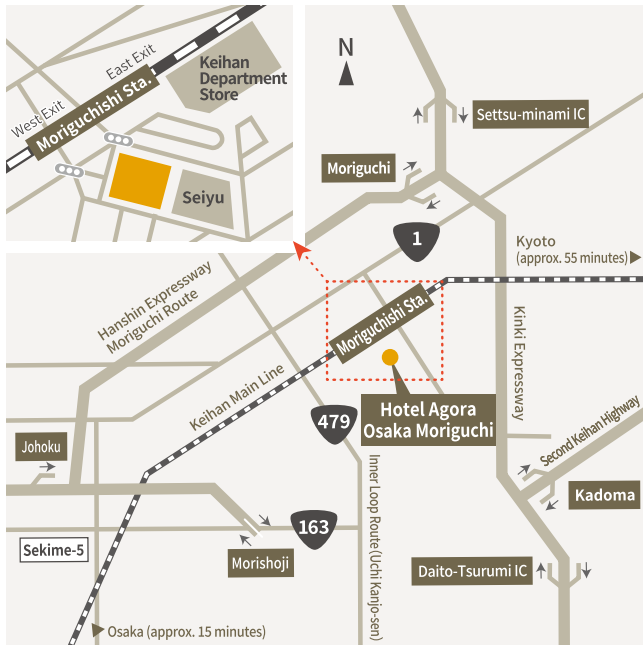 East Exit
West Exit
Moriguchishi Sta.
Keihan
Department
Store
Seiyu
N
Settsu-minami IC
Moriguchi
1
Kyoto
(approx. 55 minutes)
Hanshin Expressway
Moriguchi Route
Moriguchishi Sta.
Kinki Expressway
Keihan Main Line
Hotel Agora
Osaka Moriguchi
479
Second Keihan Highway
Johoku
Kadoma
Inner Loop Route (Uchi Kanjo-sen)
163
Sekime-5
Morishoji
Daito-Tsurumi IC
Osaka (approx. 15 minutes)